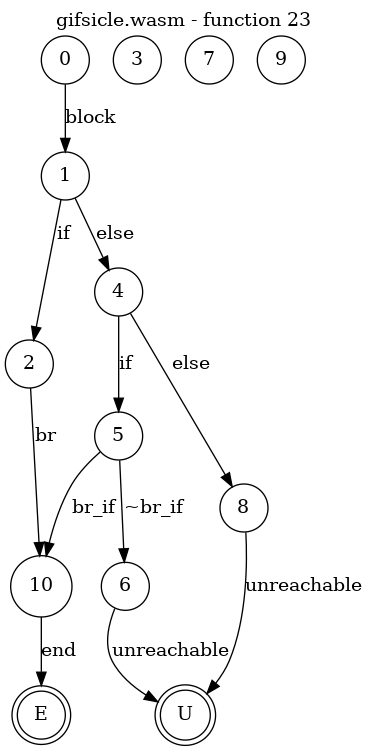 gifsicle.wasm - function 23
0 3 7 9
block
1
if else
4
2
if else
5
br
8
br_if ~br_if
10 6
unreachable
end unreachable
E U